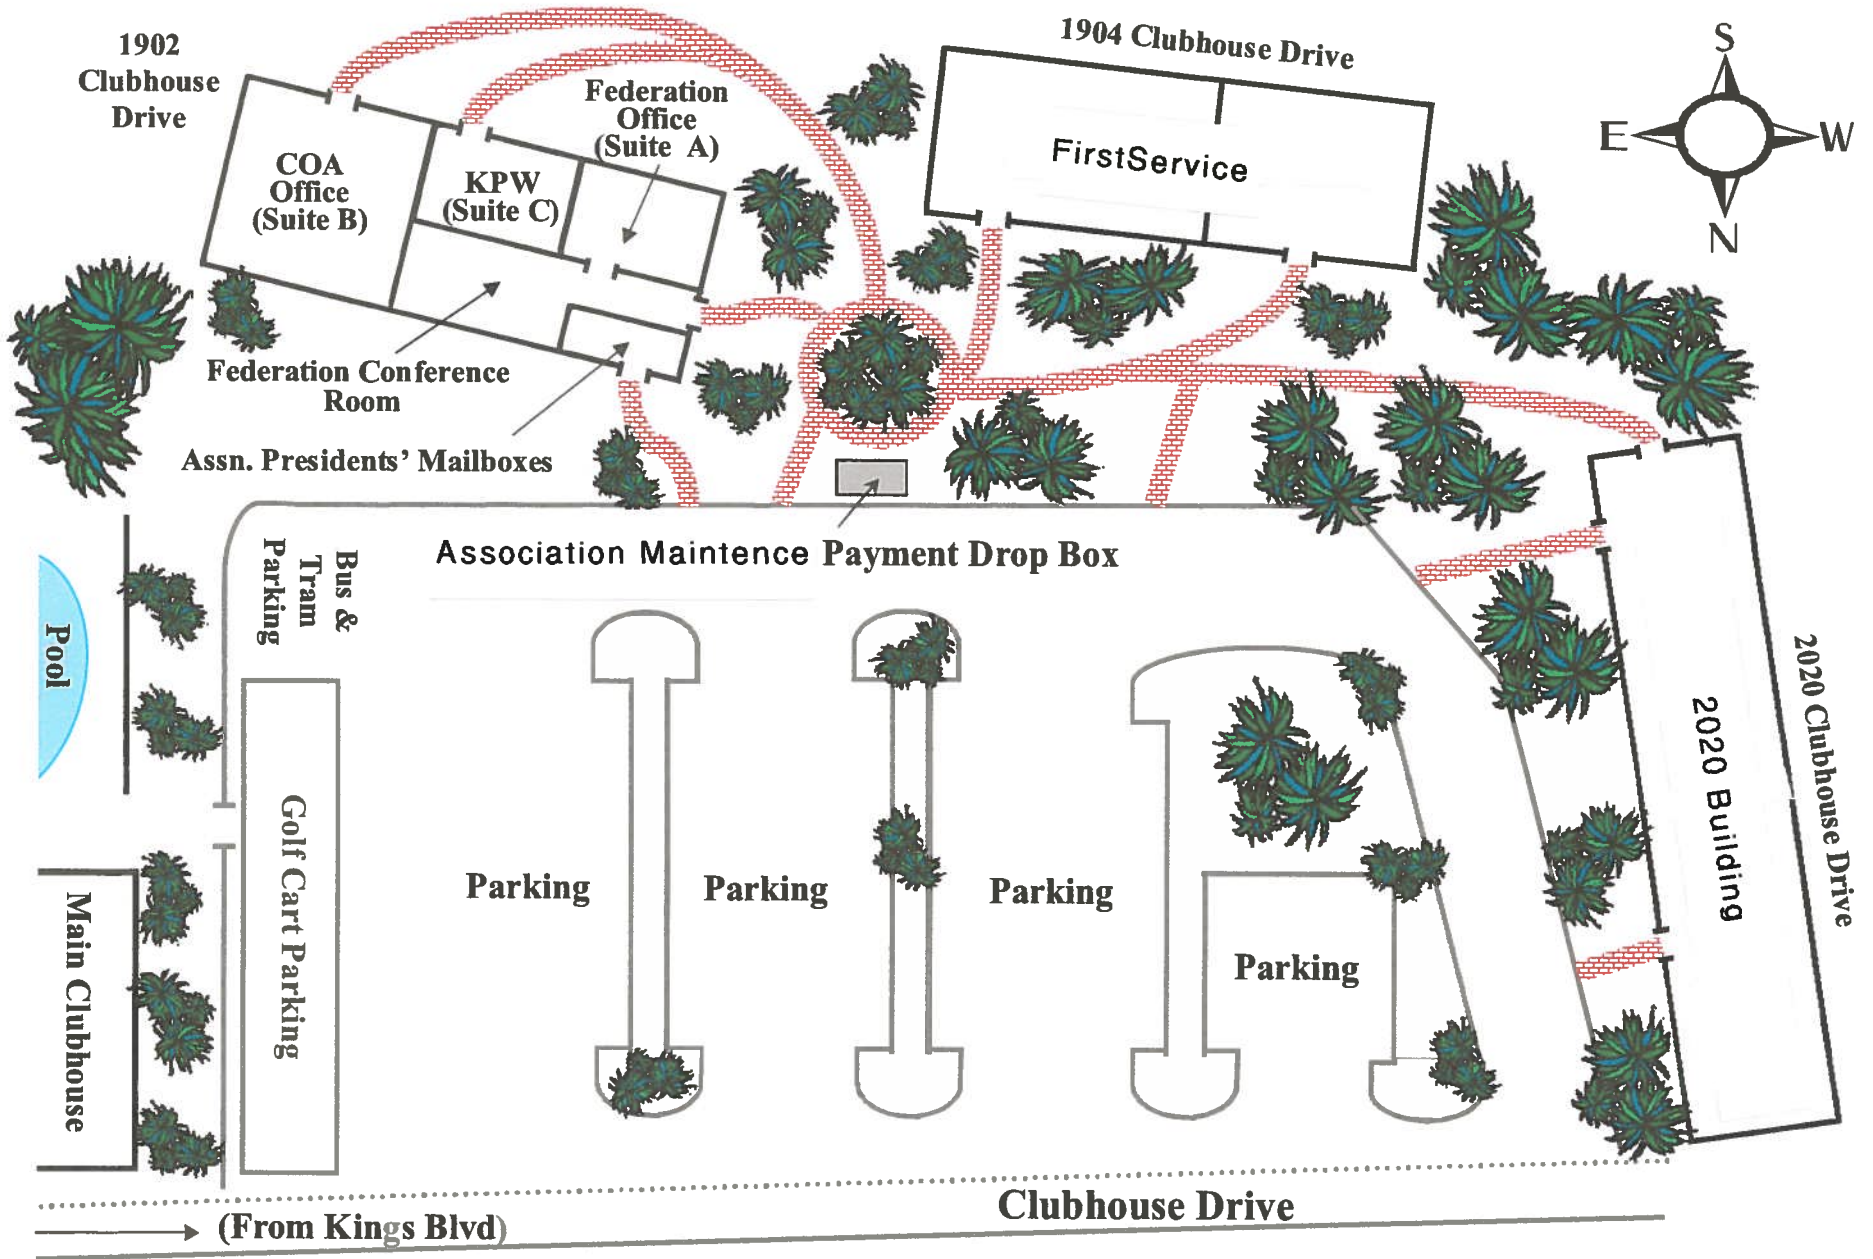 1902
Clubhouse
Drive
1904 Clubhouse Drive
S
E
W
N
Federation
Office
(Suite A)
COA
Office
(Suite B)
KPW
(Suite C)
FirstService
Federation Conference
Room
Assn. Presidents' Mailboxes
Association Maintence Payment Drop Box
Bus &
Tram
Parking
Pool
Golf Cart Parking
Main Clubhouse
Parking
Parking
Parking
Parking
2020 Building
2020 Clubhouse Drive
Clubhouse Drive
(From Kings Blvd)